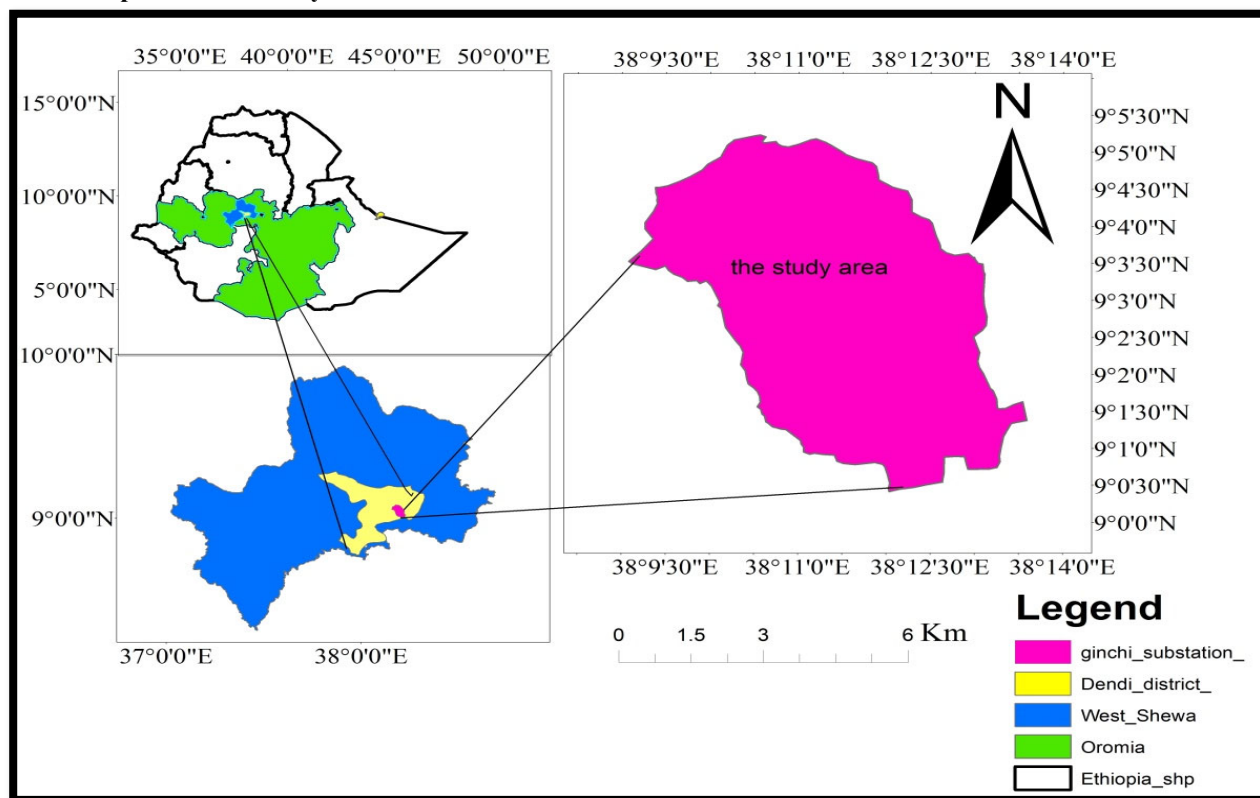 35°0'0"E 40°0'0"E 45°0'0"E 50°0'0"E
15°0'0"N
10°0'0"N
5°0'0"N
10°0'0"N
9°0'0"N
37°0'0"E 38°0'0"E
38°9'30"E 38°11'0"E 38°12'30"E 38°14'0"E
N
the study area
9°5'30"N
9°5'0"N
9°4'30"N
9°4'0"N
9°3'30"N
9°3'0"N
9°2'30"N
9°2'0"N
9°1'30"N
9°1'0"N
9°0'30"N
9°0'0"N
38°9'30"E 38°11'0"E 38°12'30"E 38°14'0"E
0 1.5 3 6 Km
Legend
ginchi_substation_
Dendi_district_
West_Shewa
Oromia
Ethiopia_shp